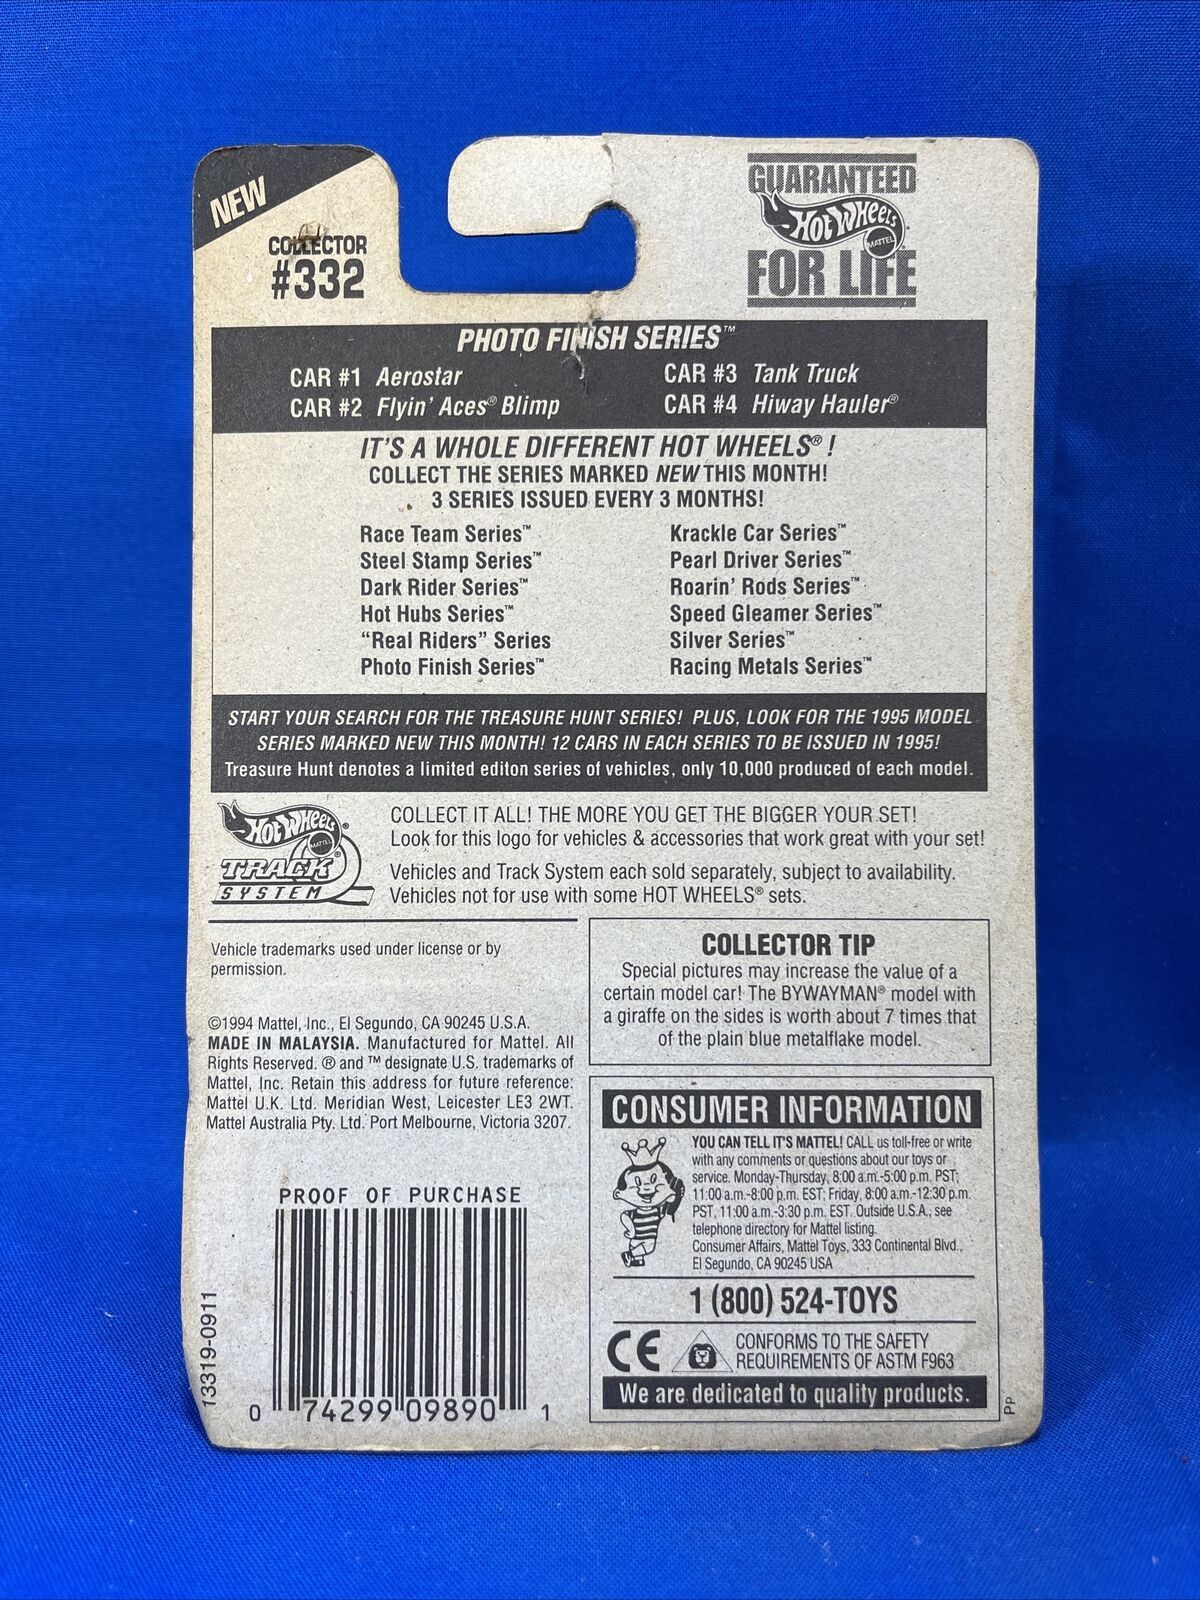 NEW
COLLECTOR
#332
GUARANTEED
HOT WHEELS
MATTEL
FOR LIFE
PHOTO FINISH SERIES™
CAR #1 Aerostar
CAR #2 Flyin' Aces® Blimp
CAR #3 Tank Truck
CAR #4 Hiway Hauler®
IT'S A WHOLE DIFFERENT HOT WHEELS®!
COLLECT THE SERIES MARKED NEW THIS MONTH!
3 SERIES ISSUED EVERY 3 MONTHS!
Race Team Series™
Steel Stamp Series™
Dark Rider Series™
Hot Hubs Series™
"Real Riders" Series
Photo Finish Series™
Krackle Car Series™
Pearl Driver Series™
Roarin' Rods Series™
Speed Gleamer Series™
Silver Series™
Racing Metals Series™
START YOUR SEARCH FOR THE TREASURE HUNT SERIES! PLUS, LOOK FOR THE 1995 MODEL
SERIES MARKED NEW THIS MONTH! 12 CARS IN EACH SERIES TO BE ISSUED IN 1995!
Treasure Hunt denotes a limited editon series of vehicles, only 10,000 produced of each model.
HOT WHEELS®
MATTEL
TRACK®
SYSTEM
COLLECT IT ALL! THE MORE YOU GET THE BIGGER YOUR SET!
Look for this logo for vehicles & accessories that work great with your set!
Vehicles and Track System each sold separately, subject to availability.
Vehicles not for use with some HOT WHEELS® sets.
Vehicle trademarks used under license or by
permission.
©1994 Mattel, Inc., El Segundo, CA 90245 U.S.A.
MADE IN MALAYSIA. Manufactured for Mattel. All
Rights Reserved. ® and ™ designate U.S. trademarks of
Mattel, Inc. Retain this address for future reference:
Mattel U.K. Ltd. Meridian West, Leicester LE3 2WT.
Mattel Australia Pty. Ltd. Port Melbourne, Victoria 3207.
PROOF OF PURCHASE
0 74299 09890 1
13319-0911
COLLECTOR TIP
Special pictures may increase the value of a
certain model car! The BYWAYMAN® model with
a giraffe on the sides is worth about 7 times that
of the plain blue metalflake model.
CONSUMER INFORMATION
YOU CAN TELL IT'S MATTEL! CALL us toll-free or write
with any comments or questions about our toys or
service. Monday-Thursday, 8:00 a.m.-5:00 p.m. PST;
11:00 a.m.-8:00 p.m. EST; Friday, 8:00 a.m.-12:30 p.m.
PST, 11:00 a.m.-3:30 p.m. EST. Outside U.S.A., see
telephone directory for Mattel listing.
Consumer Affairs, Mattel Toys, 333 Continental Blvd.,
El Segundo, CA 90245 USA
1 (800) 524-TOYS
CE
CONFORMS TO THE SAFETY
REQUIREMENTS OF ASTM F963
We are dedicated to quality products.
PP